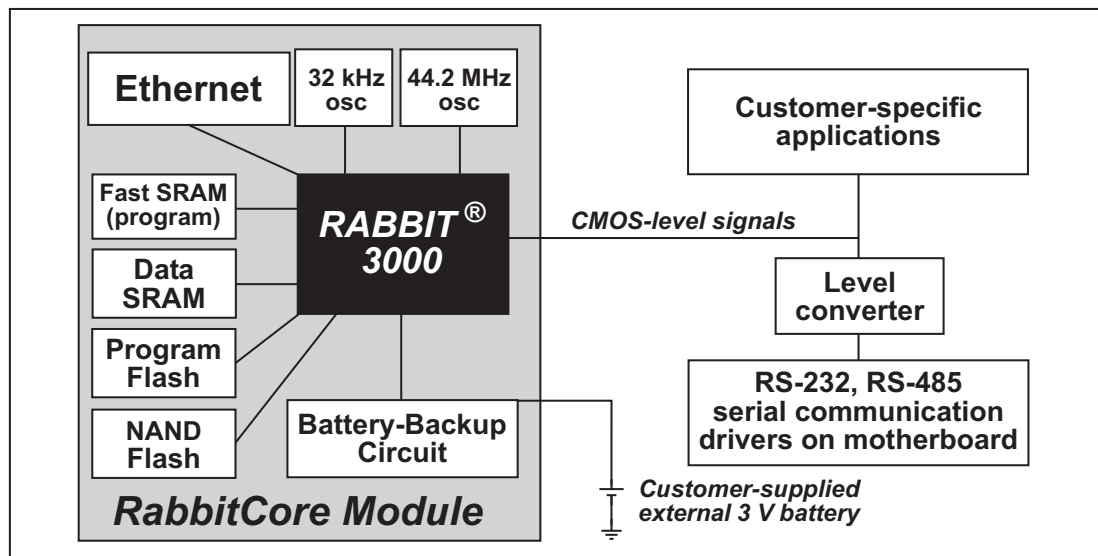 Ethernet
32 kHz
osc
44.2 MHz
osc
Fast SRAM
(program)
Data
SRAM
Program
Flash
NAND
Flash
RABBIT ®
3000
Battery-Backup
Circuit
RabbitCore Module
CMOS-level signals
Customer-specific
applications
Level
converter
RS-232, RS-485
serial communication
drivers on motherboard
Customer-supplied
external 3 V battery